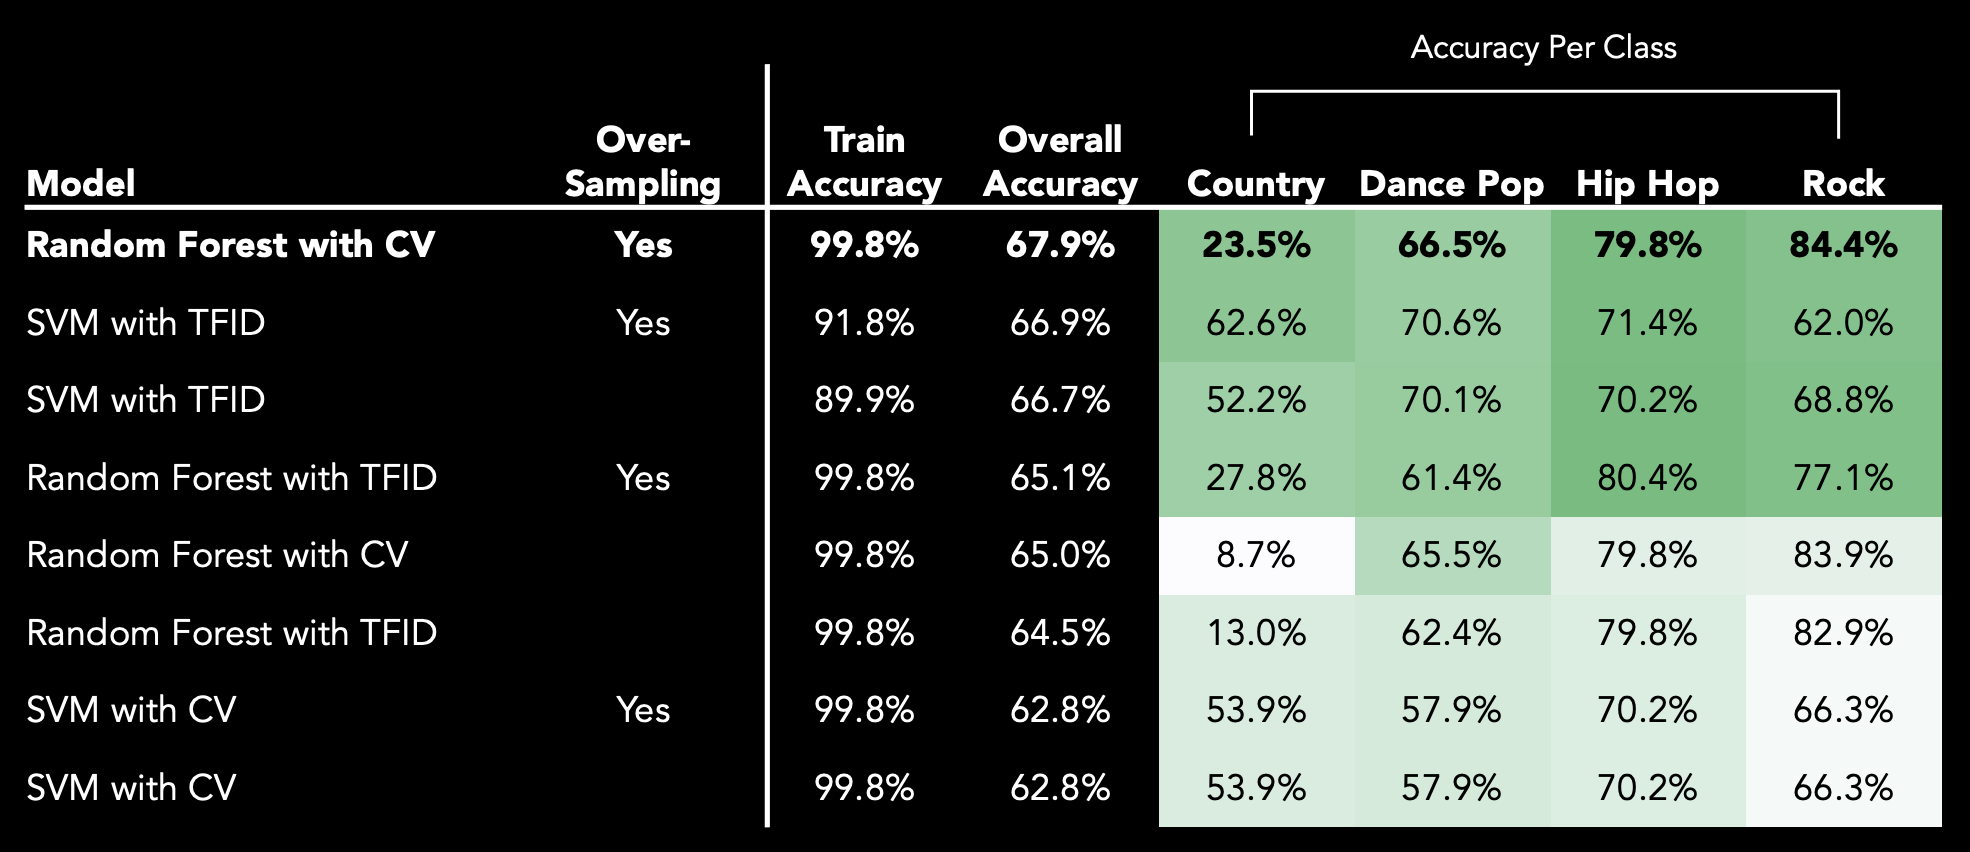 Accuracy Per Class
Over- Train Overall
Model Sampling Accuracy Accuracy Country Dance Pop Hip Hop Rock
Random Forest with CV Yes 99.8% 67.9% 23.5% 66.5% 79.8% 84.4%
SVM with TFID Yes 91.8% 66.9% 62.6% 70.6% 71.4% 62.0%
SVM with TFID 89.9% 66.7% 52.2% 70.1% 70.2% 68.8%
Random Forest with TFID Yes 99.8% 65.1% 27.8% 61.4% 80.4% 77.1%
Random Forest with CV 99.8% 65.0% 8.7% 65.5% 79.8% 83.9%
Random Forest with TFID 99.8% 64.5% 13.0% 62.4% 79.8% 82.9%
SVM with CV Yes 99.8% 62.8% 53.9% 57.9% 70.2% 66.3%
SVM with CV 99.8% 62.8% 53.9% 57.9% 70.2% 66.3%